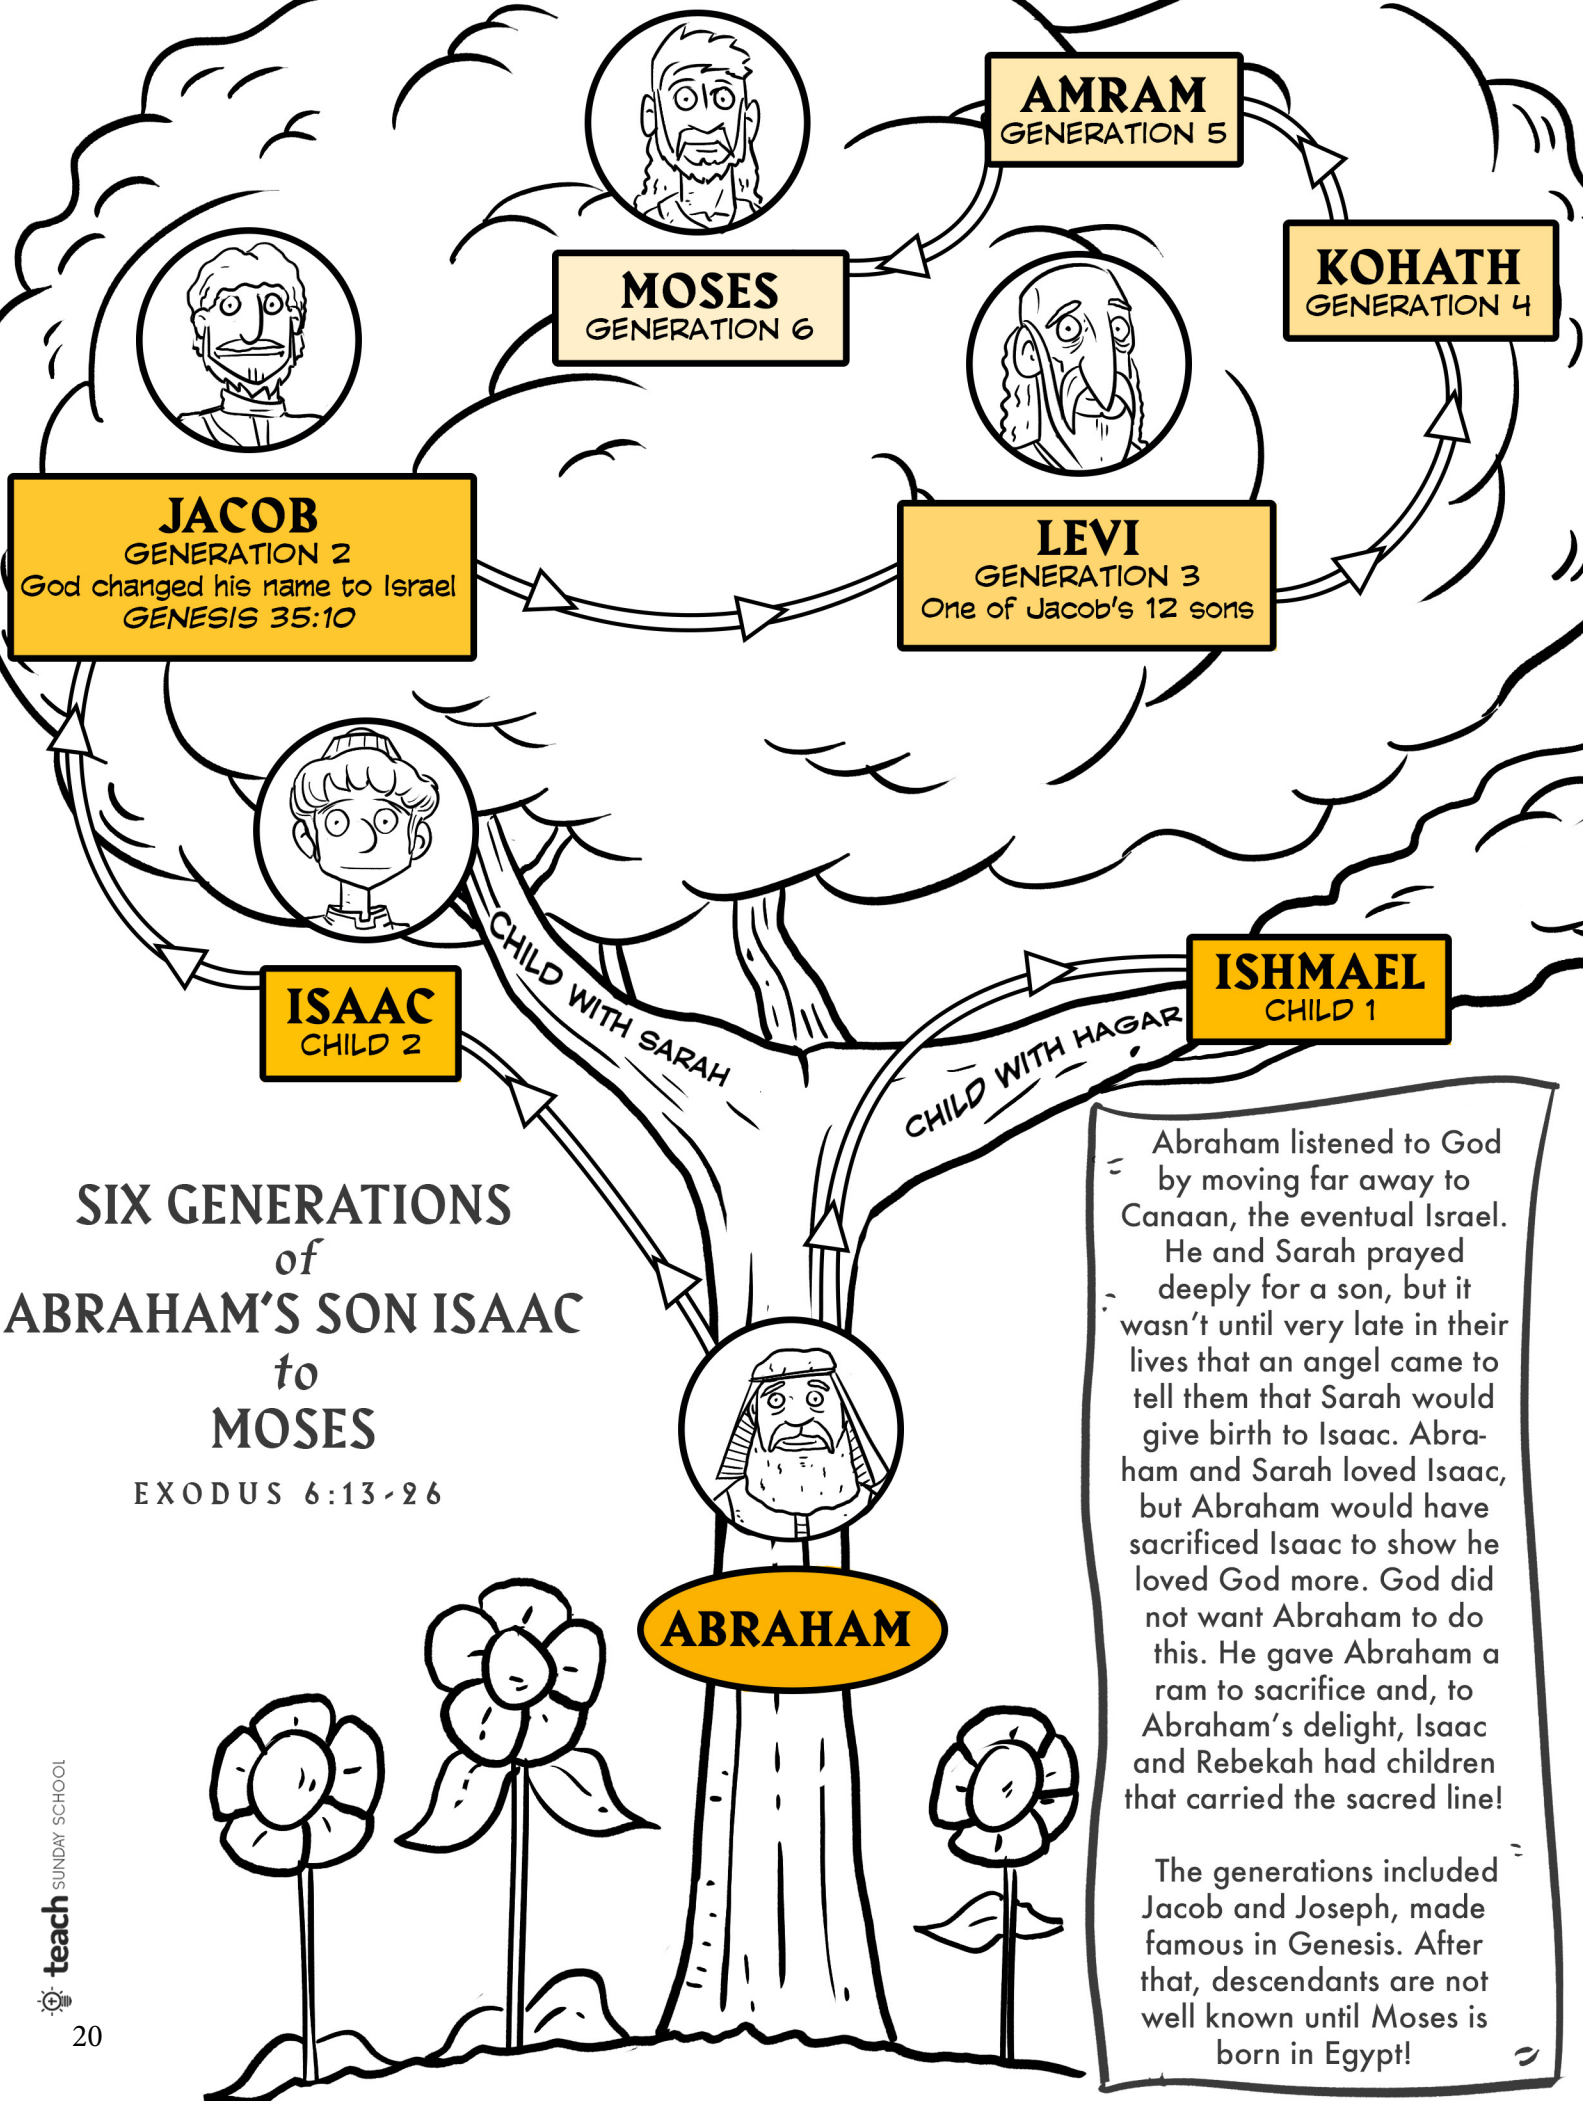 AMRAM
GENERATION 5
MOSES
GENERATION 6
KOHATH
GENERATION 4
JACOB
GENERATION 2
God changed his name to Israel
GENESIS 35:10
LEVI
GENERATION 3
One of Jacob's 12 sons
CHILD WITH SARAH
ISAAC
CHILD 2
ISHMAEL
CHILD 1
CHILD WITH HAGAR
SIX GENERATIONS
of
ABRAHAM'S SON ISAAC
to
MOSES
EXODUS 6:13-26
ABRAHAM
Abraham listened to God
by moving far away to
Canaan, the eventual Israel.
He and Sarah prayed
deeply for a son, but it
wasn't until very late in their
lives that an angel came to
tell them that Sarah would
give birth to Isaac. Abra-
ham and Sarah loved Isaac,
but Abraham would have
sacrificed Isaac to show he
loved God more. God did
not want Abraham to do
this. He gave Abraham a
ram to sacrifice and, to
Abraham's delight, Isaac
and Rebekah had children
that carried the sacred line!
The generations included
Jacob and Joseph, made
famous in Genesis. After
that, descendants are not
well known until Moses is
born in Egypt!
teach SUNDAY SCHOOL
20